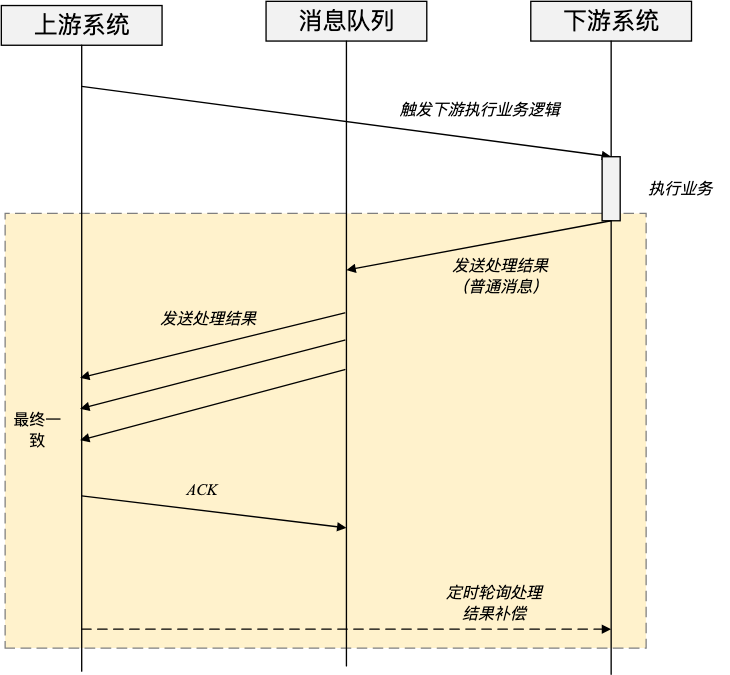 上游系统
消息队列
下游系统
触发下游执行业务逻辑
执行业务
发送处理结果
（普通消息）
发送处理结果
最终一
致
ACK
定时轮询处理
结果补偿